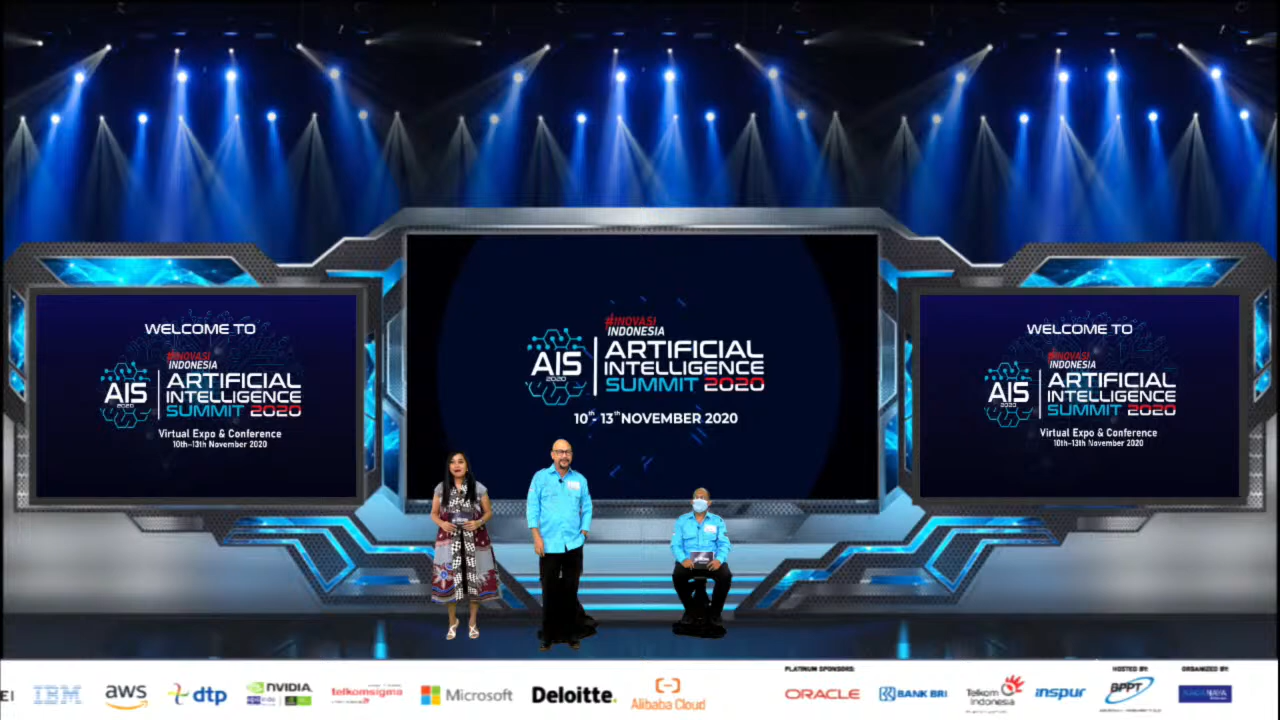 WELCOME TO
#INOVASI
INDONESIA
AIS
2020
ARTIFICIAL
INTELLIGENCE
SUMMIT 2020
Virtual Expo & Conference
10th-13th November 2020
#INOVASI
INDONESIA
AIS
2020
ARTIFICIAL
INTELLIGENCE
SUMMIT 2020
10th - 13th NOVEMBER 2020
WELCOME TO
#INOVASI
INDONESIA
AIS
2020
ARTIFICIAL
INTELLIGENCE
SUMMIT 2020
Virtual Expo & Conference
10th-13th November 2020
PLATINUM SPONSORS:
HOSTED BY:
ORGANIZED BY:
EI
IBM
aws
dtp
NVIDIA
telkomsigma
Microsoft
Deloitte.
Alibaba Cloud
ORACLE
BANK BRI
Telkom
Indonesia
inspur
BPPT